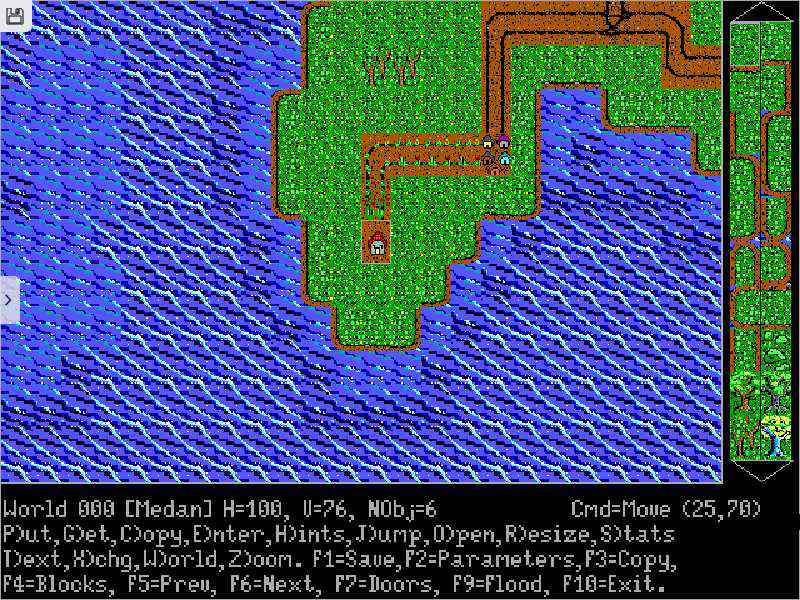 World 000 [Medan] H=100, V=76, NObj=6 Cmd=Move (25,70)
P)ut,G)et,C)opy,E)nter,H)ints,J)ump,O)pen,R)esize,S)tats
T)ext,X)chg,W)orld,Z)oom. F1=Save,F2=Parameters,F3=Copy,
F4=Blocks, F5=Prev, F6=Next, F7=Doors, F9=Flood, F10=Exit.